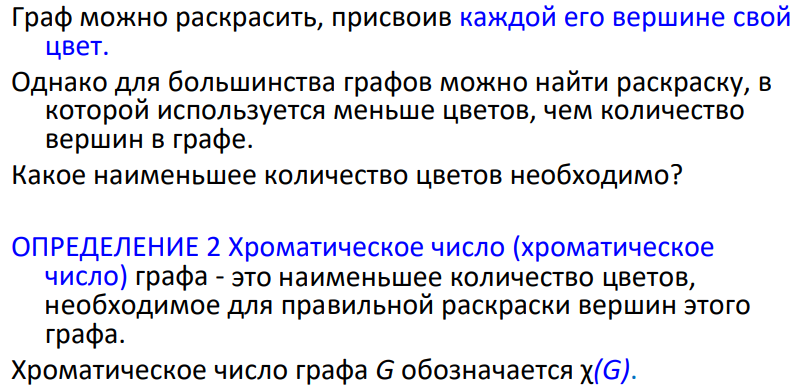 Граф можно раскрасить, присвоив каждой его вершине свой
цвет.
Однако для большинства графов можно найти раскраску, в
которой используется меньше цветов, чем количество
вершин в графе.
Какое наименьшее количество цветов необходимо?
ОПРЕДЕЛЕНИЕ 2 Хроматическое число (хроматическое
число) графа - это наименьшее количество цветов,
необходимое для правильной раскраски вершин этого
графа.
Хроматическое число графа G обозначается χ(G).